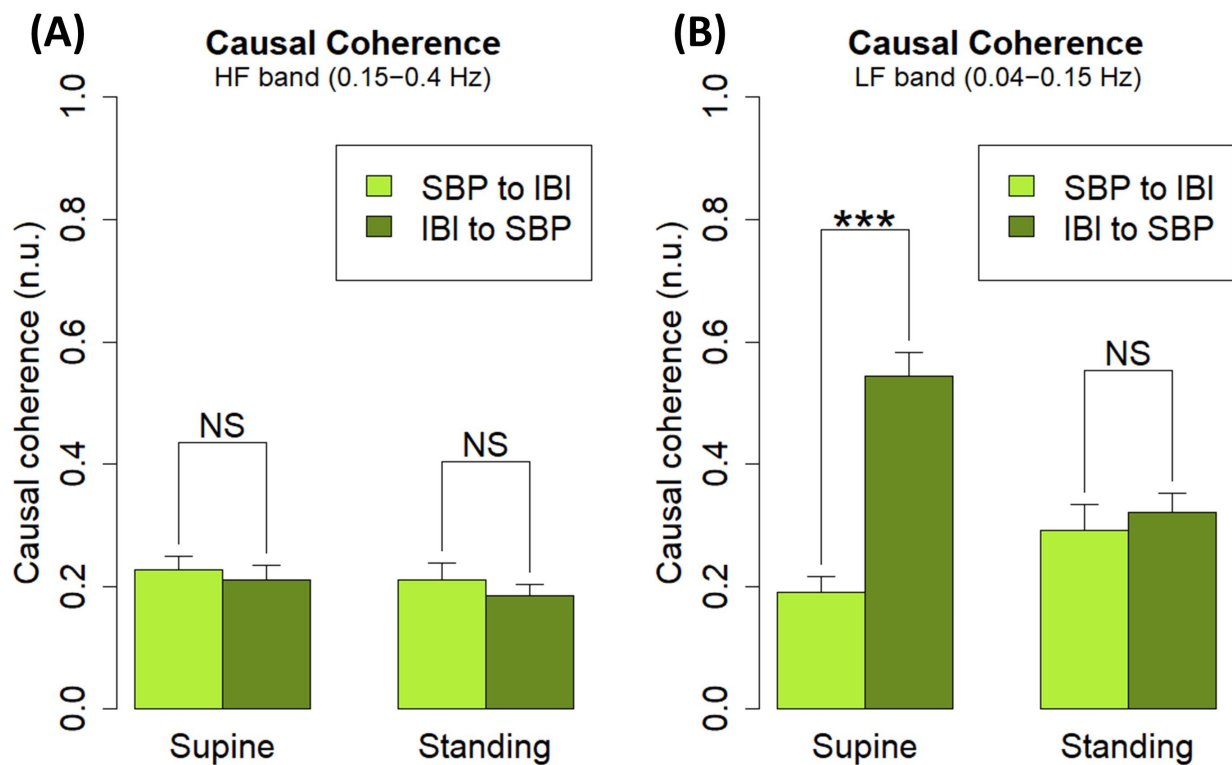 (A)
Causal Coherence
HF band (0.15−0.4 Hz)
Causal coherence (n.u.)
1.0
0.8
0.6
0.4
0.2
0.0
SBP to IBI
IBI to SBP
NS
NS
Supine
Standing
(B)
Causal Coherence
LF band (0.04−0.15 Hz)
Causal coherence (n.u.)
1.0
0.8
0.6
0.4
0.2
0.0
SBP to IBI
IBI to SBP
***
NS
Supine
Standing